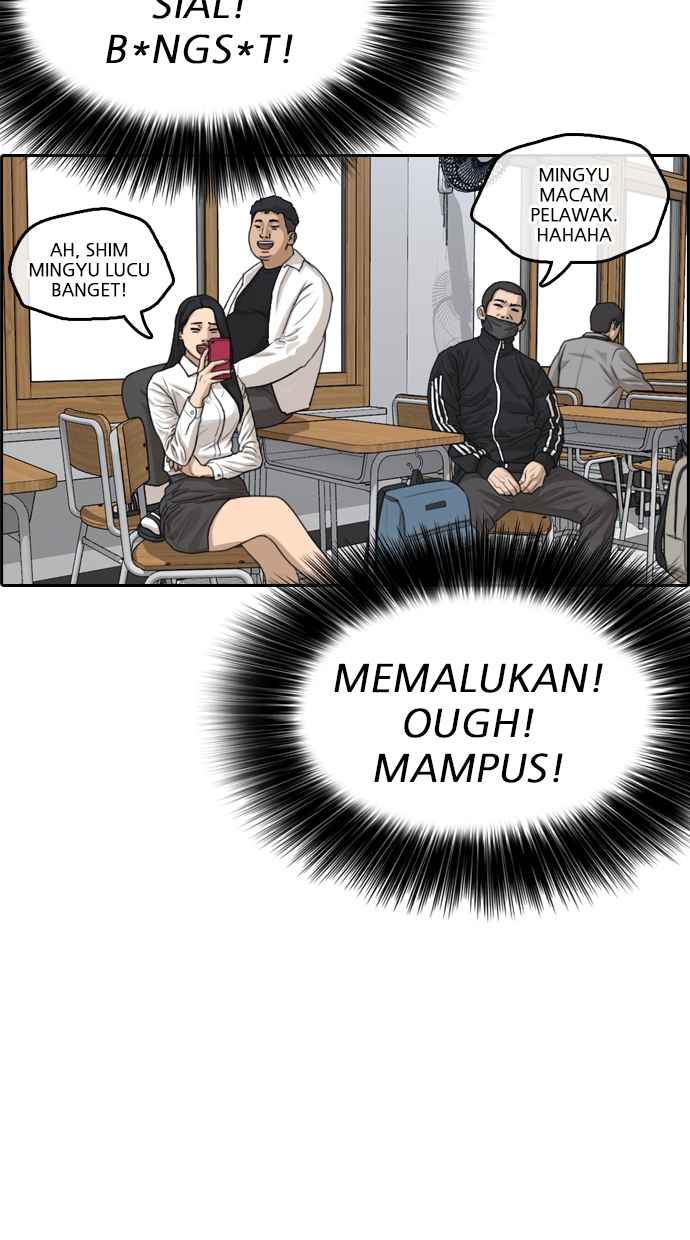 SIAL!
B*NGS*T!
MINGYU
MACAM
PELAWAK.
HAHAHA
AH, SHIM
MINGYU LUCU
BANGET!
MEMALUKAN!
OUGH!
MAMPUS!